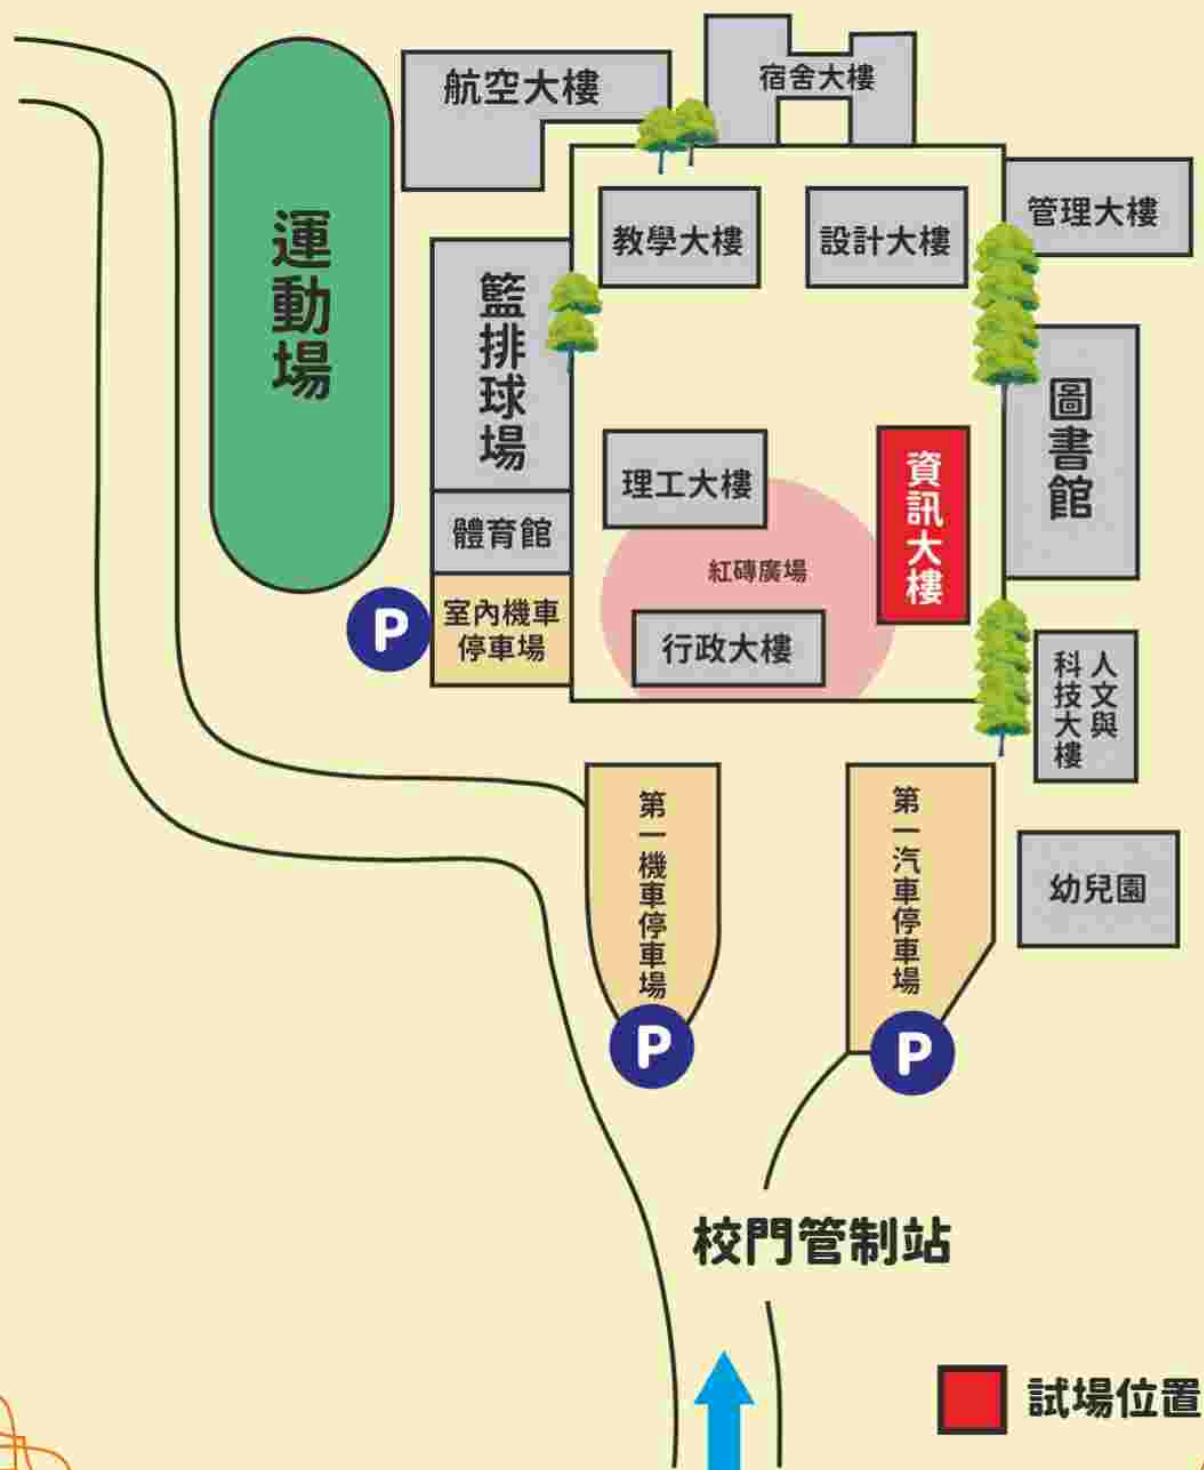 航空大樓
宿舍大樓
運動場
教學大樓
設計大樓
管理大樓
籃排球場
圖書館
理工大樓
資訊大樓
體育館
紅磚廣場
P
室內機車
停車場
行政大樓
人文與
科技大樓
第一機車停車場
第一汽車停車場
幼兒園
P
P
校門管制站
試場位置